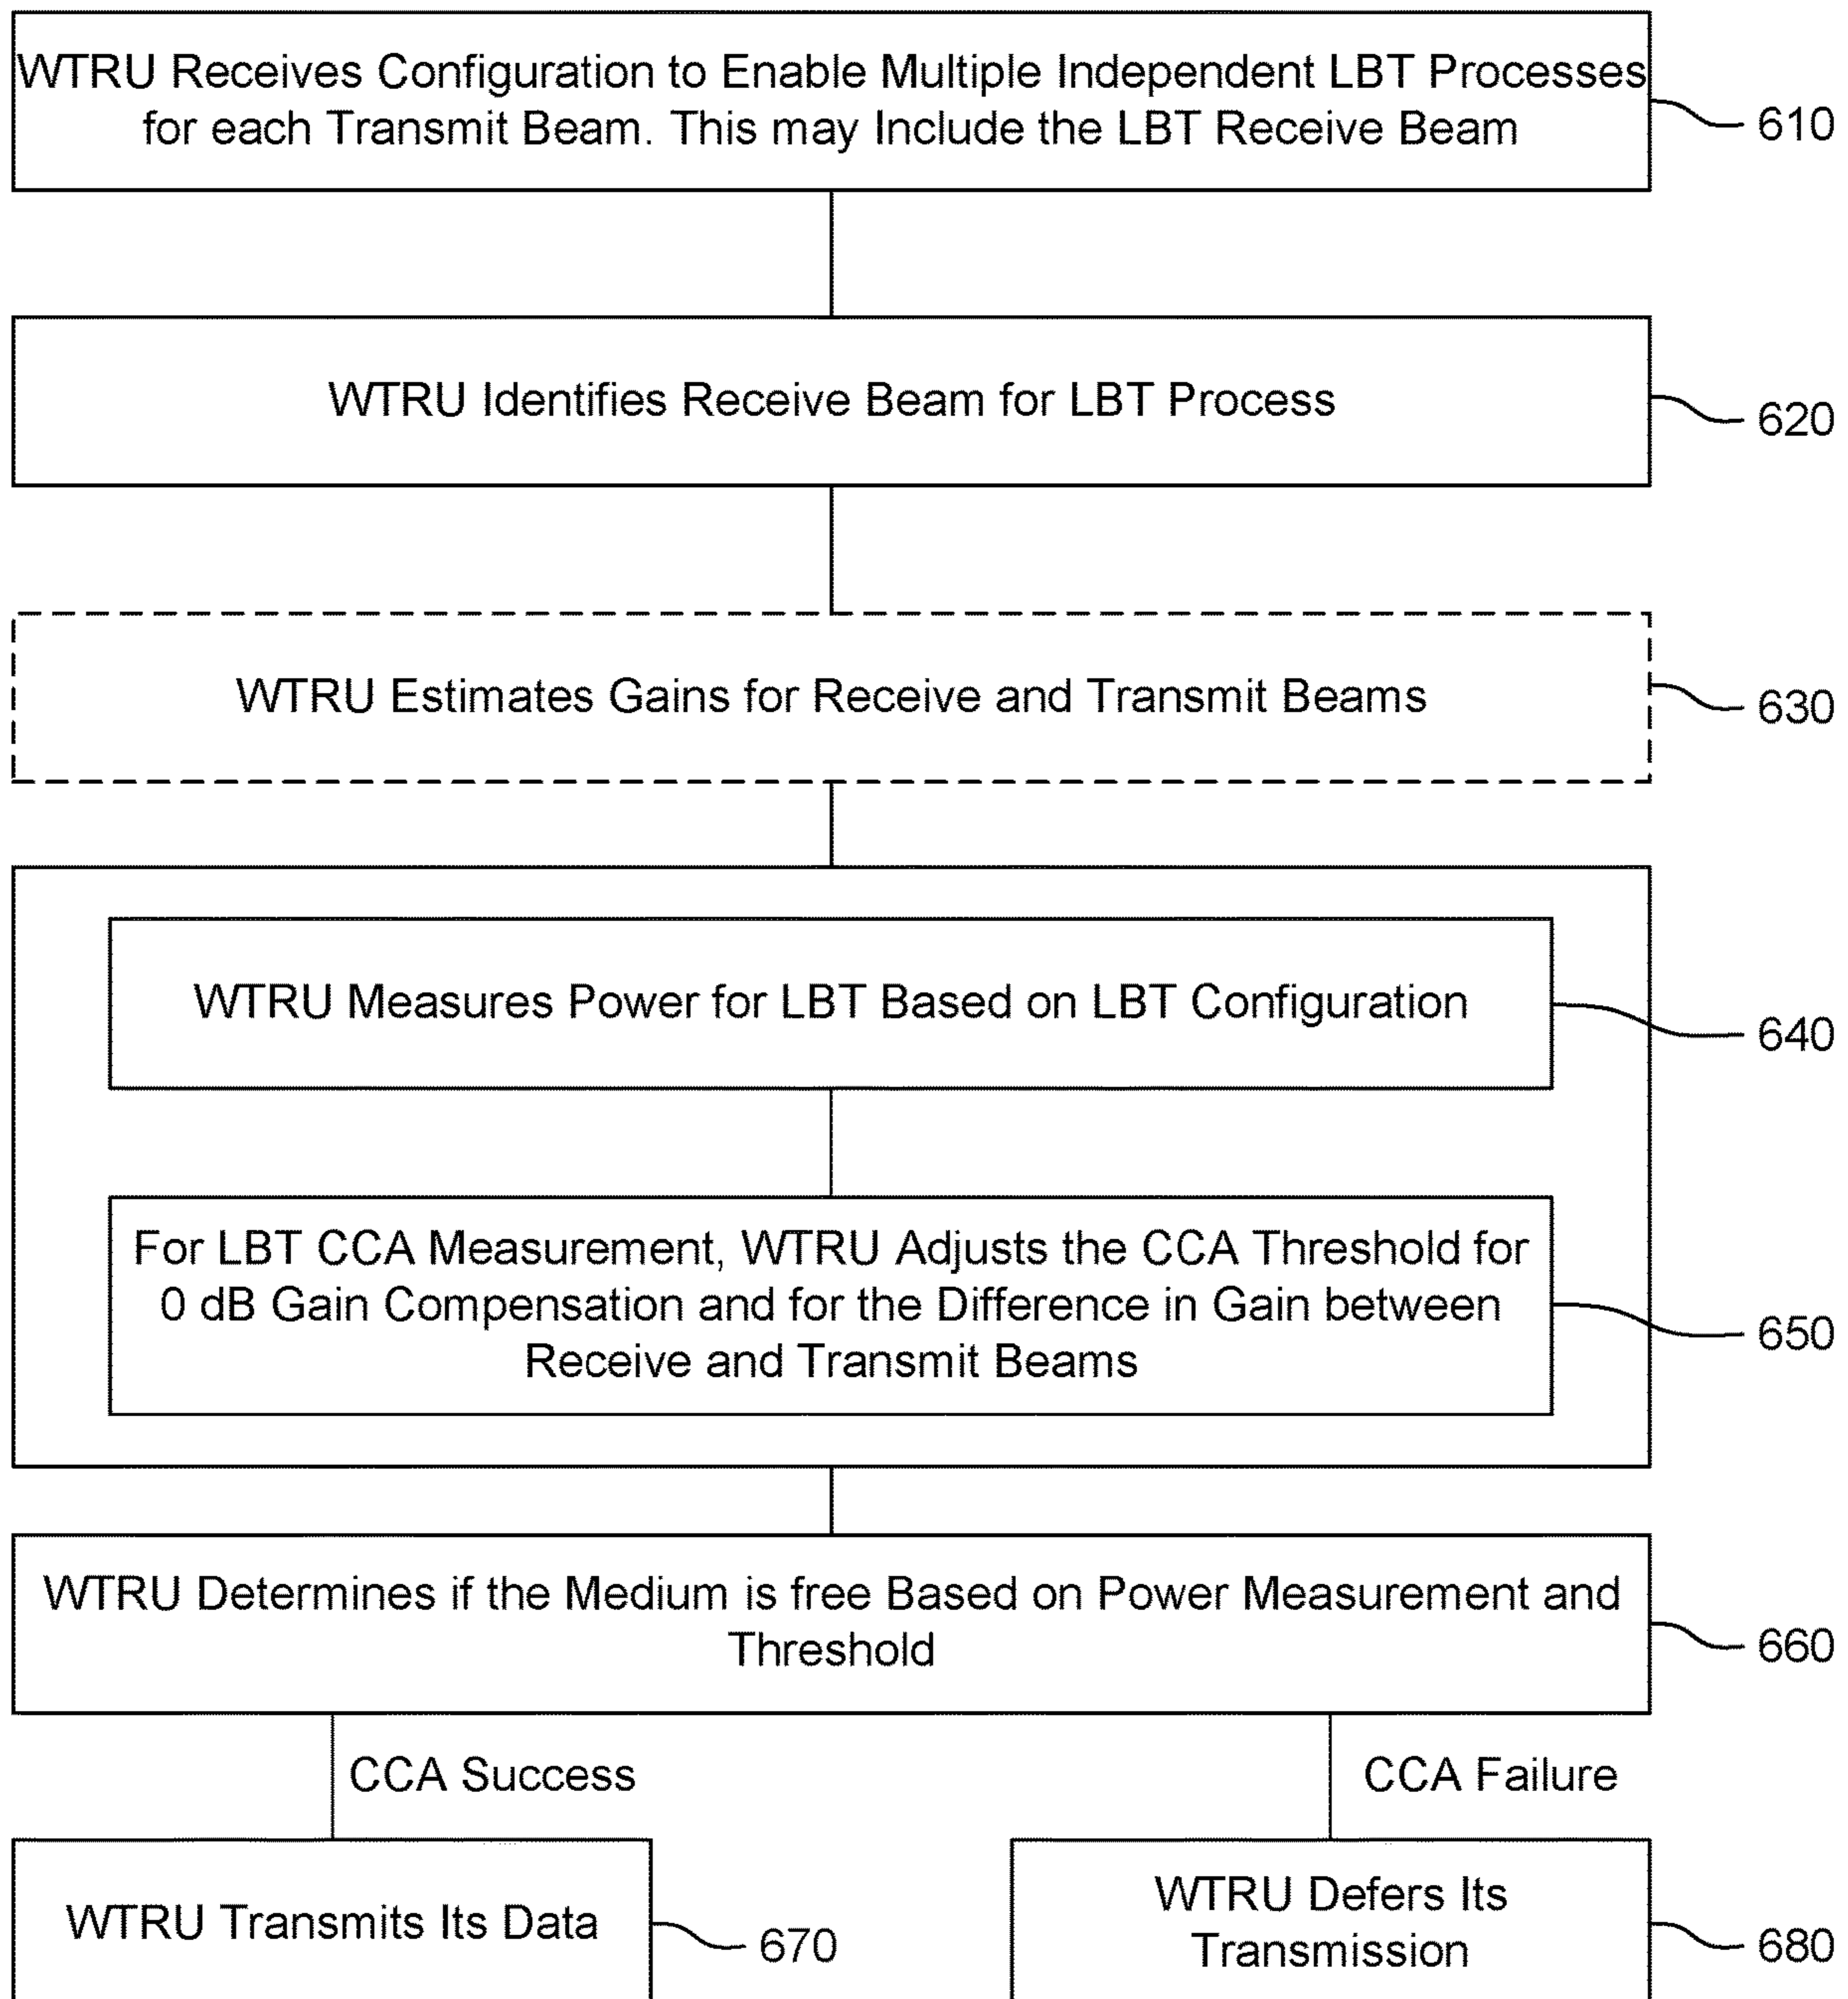 WTRU Receives Configuration to Enable Multiple Independent LBT Processes
for each Transmit Beam. This may Include the LBT Receive Beam
610
WTRU Identifies Receive Beam for LBT Process
620
WTRU Estimates Gains for Receive and Transmit Beams
630
WTRU Measures Power for LBT Based on LBT Configuration
640
For LBT CCA Measurement, WTRU Adjusts the CCA Threshold for
0 dB Gain Compensation and for the Difference in Gain between
Receive and Transmit Beams
650
WTRU Determines if the Medium is free Based on Power Measurement and
Threshold
660
CCA Success
CCA Failure
WTRU Transmits Its Data
670
WTRU Defers Its
Transmission
680